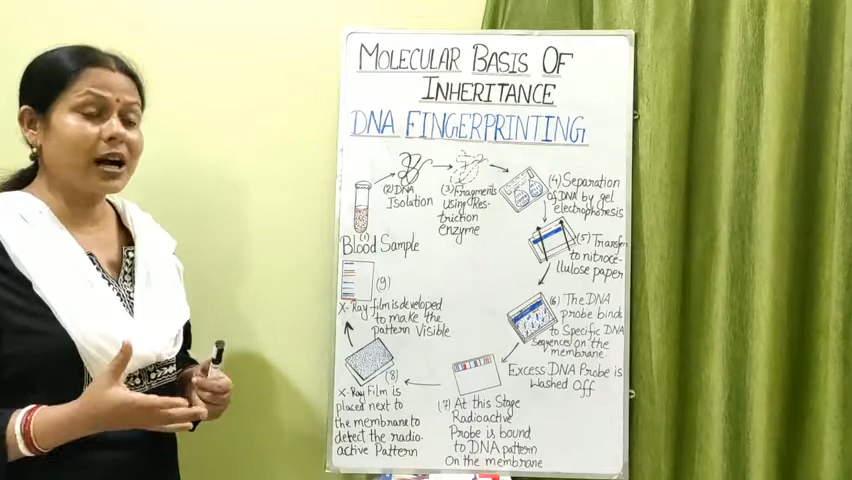 MOLECULAR BASIS OF
INHERITANCE
DNA FINGERPRINTING
(1)
Blood Sample
(2) DNA
Isolation
(3) Fragments
using Res-
triction
enzyme
(4) Separation
of DNA by gel
electrophoresis
(5) Transfer
to nitroce-
llulose paper
(6) The DNA
probe bind
to Specific DNA
sequences on the
membrane
Excess DNA Probe is
Washed Off
(7) At this Stage
Radioactive
Probe is bound
to DNA pattern
On the membrane
(8)
X-Ray Film is
placed next to
the membrane to
detect the radio-
active Pattern
(9)
X-Ray film is developed
to make the
pattern Visible